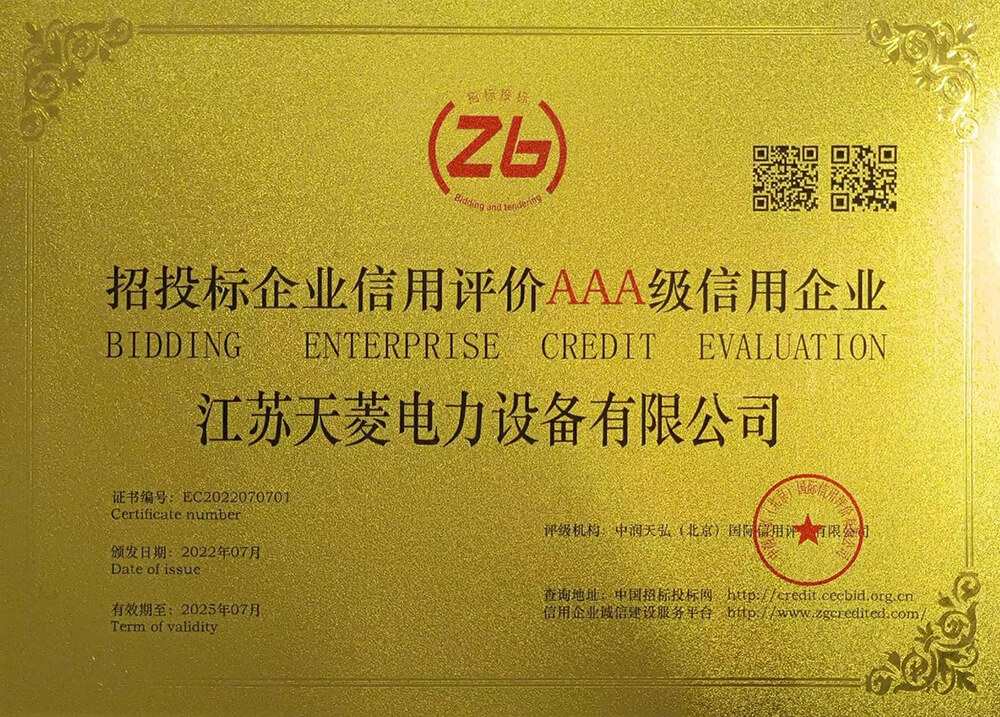 招标投标
Zb
Bidding and tendering
招投标企业信用评价AAA级信用企业
BIDDING ENTERPRISE CREDIT EVALUATION
江苏天菱电力设备有限公司
证书编号：EC2022070701
Certificate number
颁发日期：2022年07月
Date of issue
有效期至：2025年07月
Term of validity
评级机构：中润天弘（北京）国际信用评价有限公司
查询地址：中国招标投标网 http://credit.cecbid.org.cn
信用企业诚信建设服务平台 http://www.zgcredited.com/